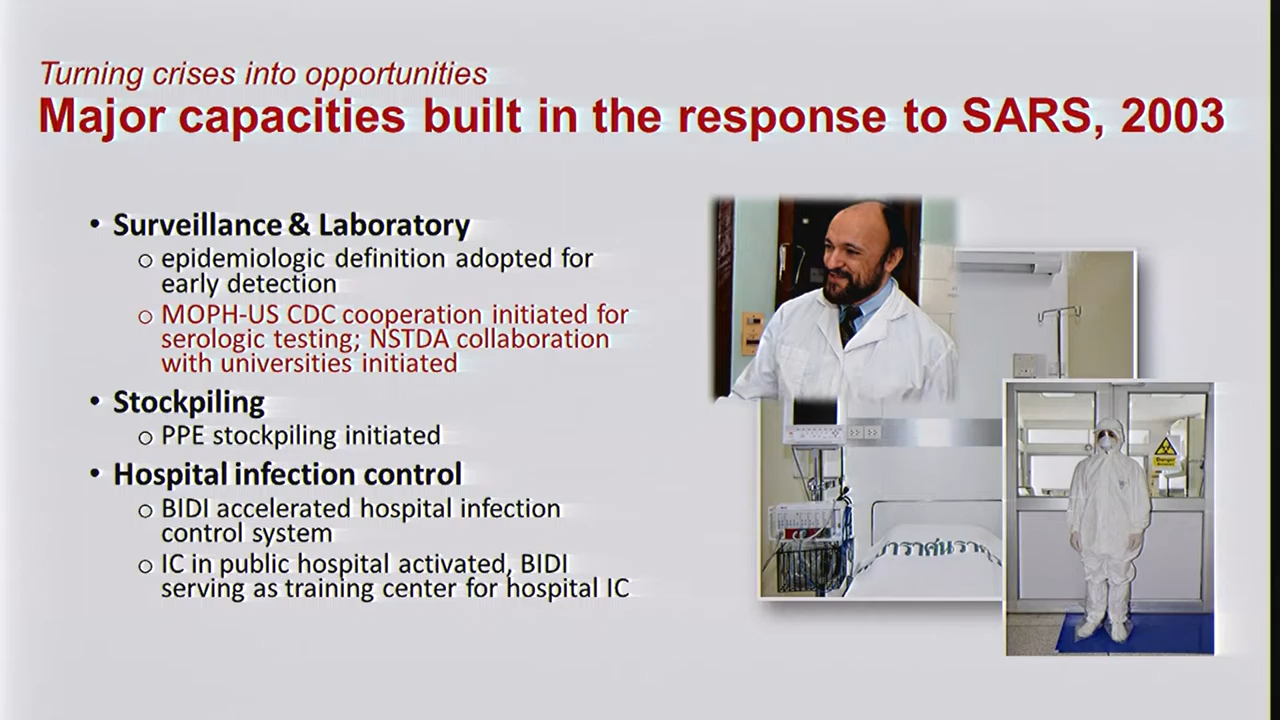 Turning crises into opportunities
Major capacities built in the response to SARS, 2003
• Surveillance & Laboratory
o epidemiologic definition adopted for
early detection
o MOPH-US CDC cooperation initiated for
serologic testing; NSTDA collaboration
with universities initiated
• Stockpiling
o PPE stockpiling initiated
• Hospital infection control
o BIDI accelerated hospital infection
control system
o IC in public hospital activated, BIDI
serving as training center for hospital IC
Danger